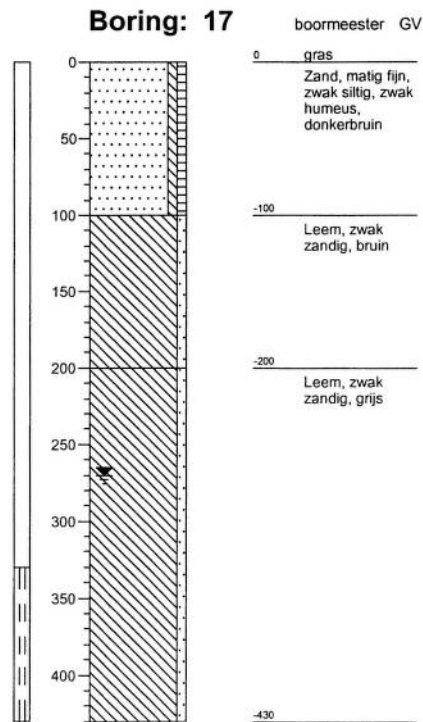 Boring: 17
boormeester GV
0
gras
Zand, matig fijn,
zwak siltig, zwak
humeus,
donkerbruin
-100
Leem, zwak
zandig, bruin
-200
Leem, zwak
zandig, grijs
-430
0
50
100
150
200
250
300
350
400